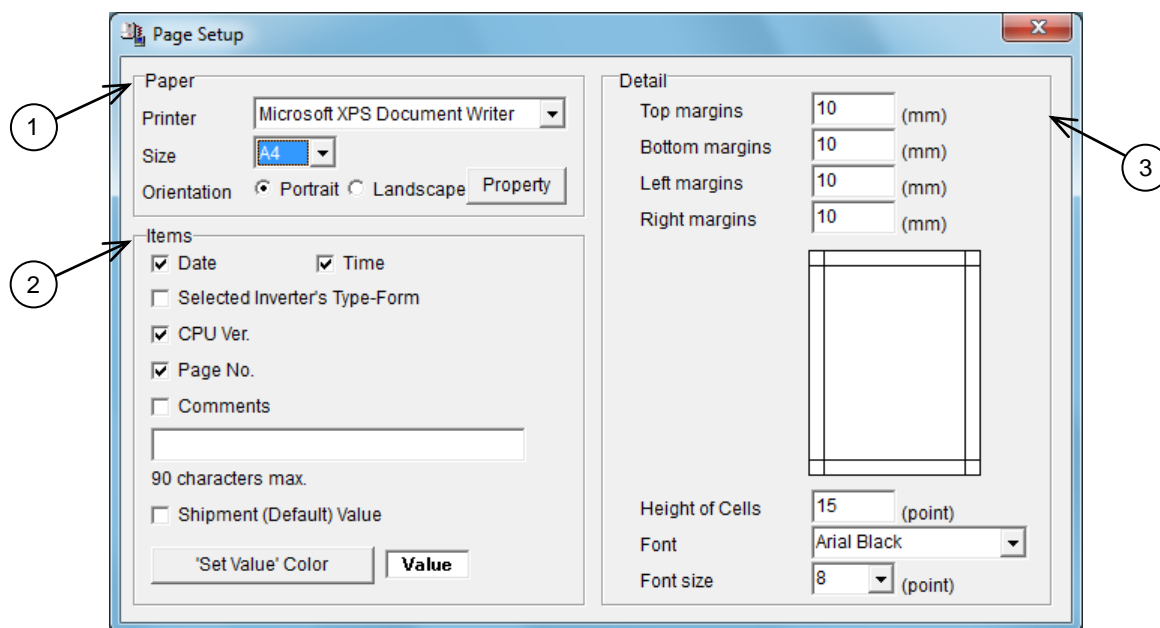 Page Setup
Paper
1
Printer Microsoft XPS Document Writer
Size A4
Orientation Portrait Landscape Property
Items
2
Date Time
Selected Inverter's Type-Form
CPU Ver.
Page No.
Comments
90 characters max.
Shipment (Default) Value
'Set Value' Color Value
Detail
3
Top margins 10 (mm)
Bottom margins 10 (mm)
Left margins 10 (mm)
Right margins 10 (mm)
Height of Cells 15 (point)
Font Arial Black
Font size 8 (point)